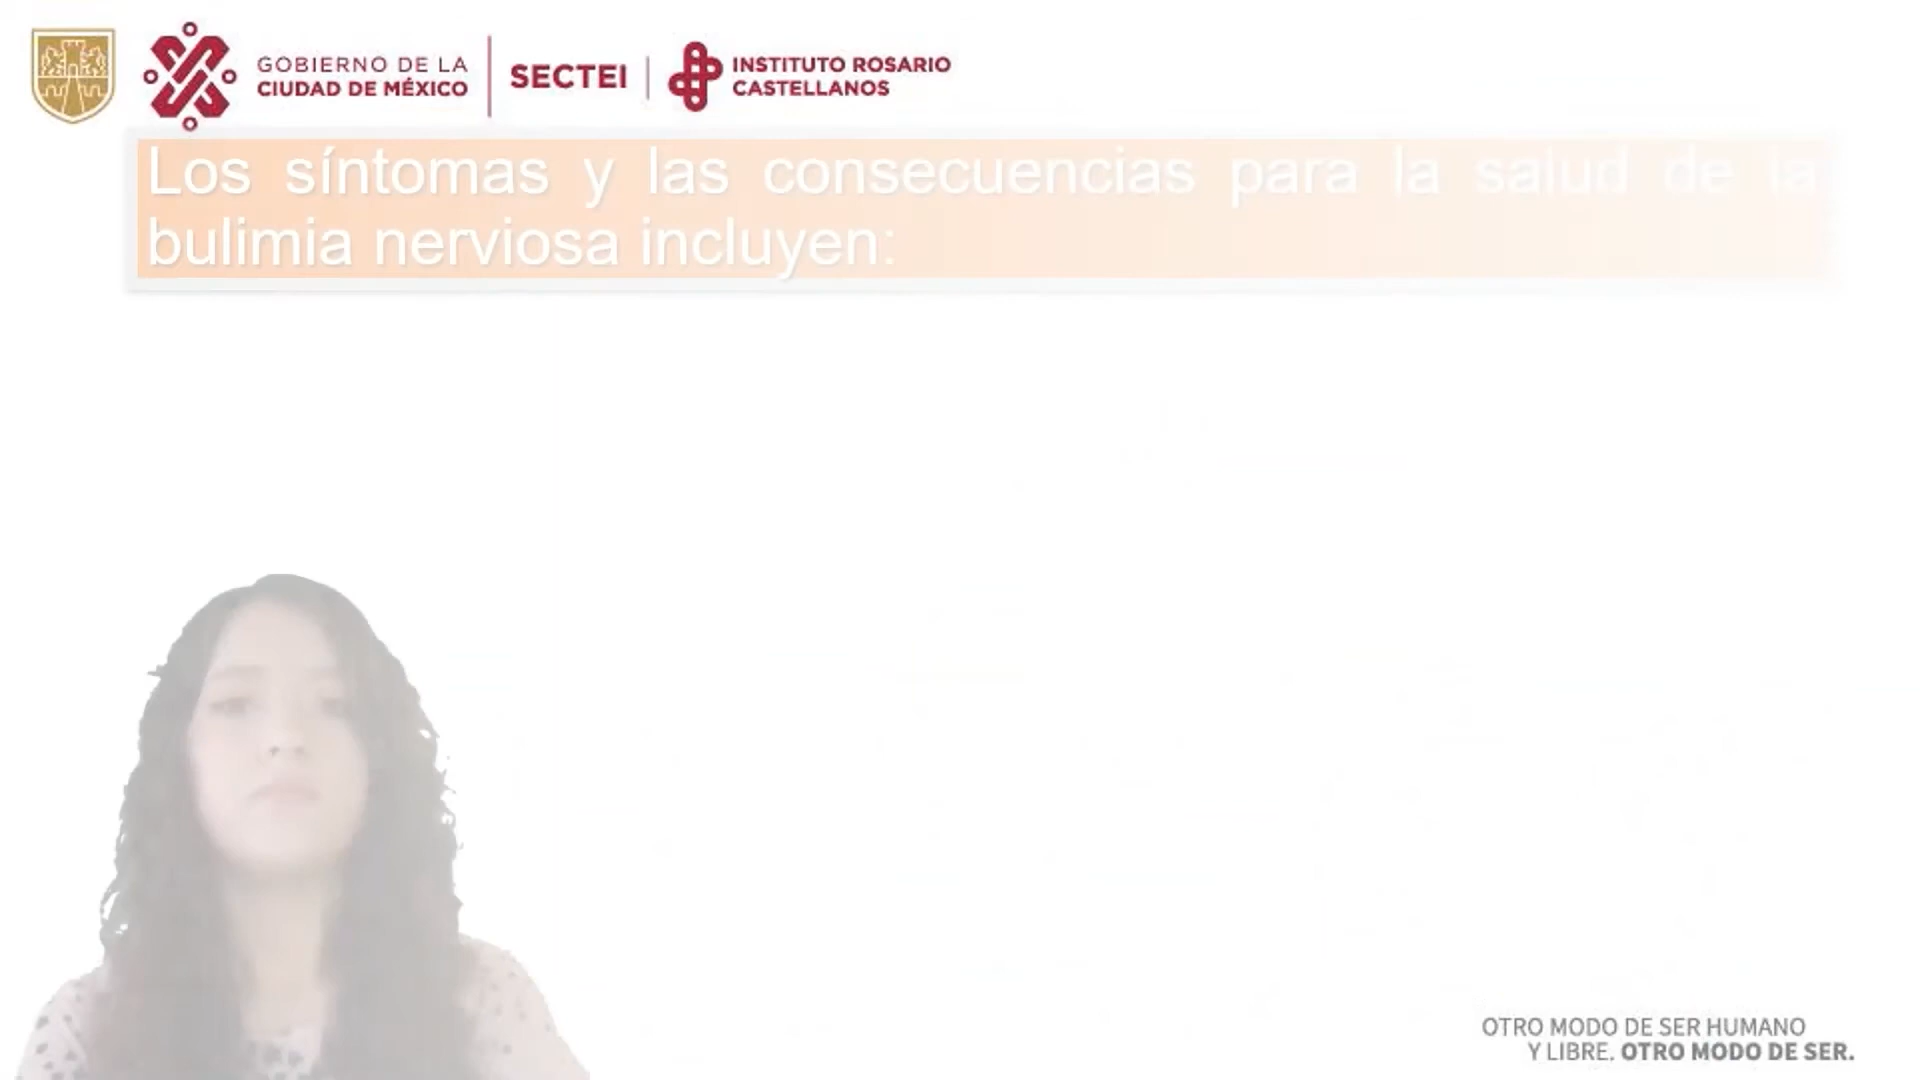 GOBIERNO DE LA
CIUDAD DE MÉXICO
SECTEI
INSTITUTO ROSARIO
CASTELLANOS
Los síntomas y las consecuencias para la salud de la
bulimia nerviosa incluyen:
OTRO MODO DE SER HUMANO
Y LIBRE. OTRO MODO DE SER.